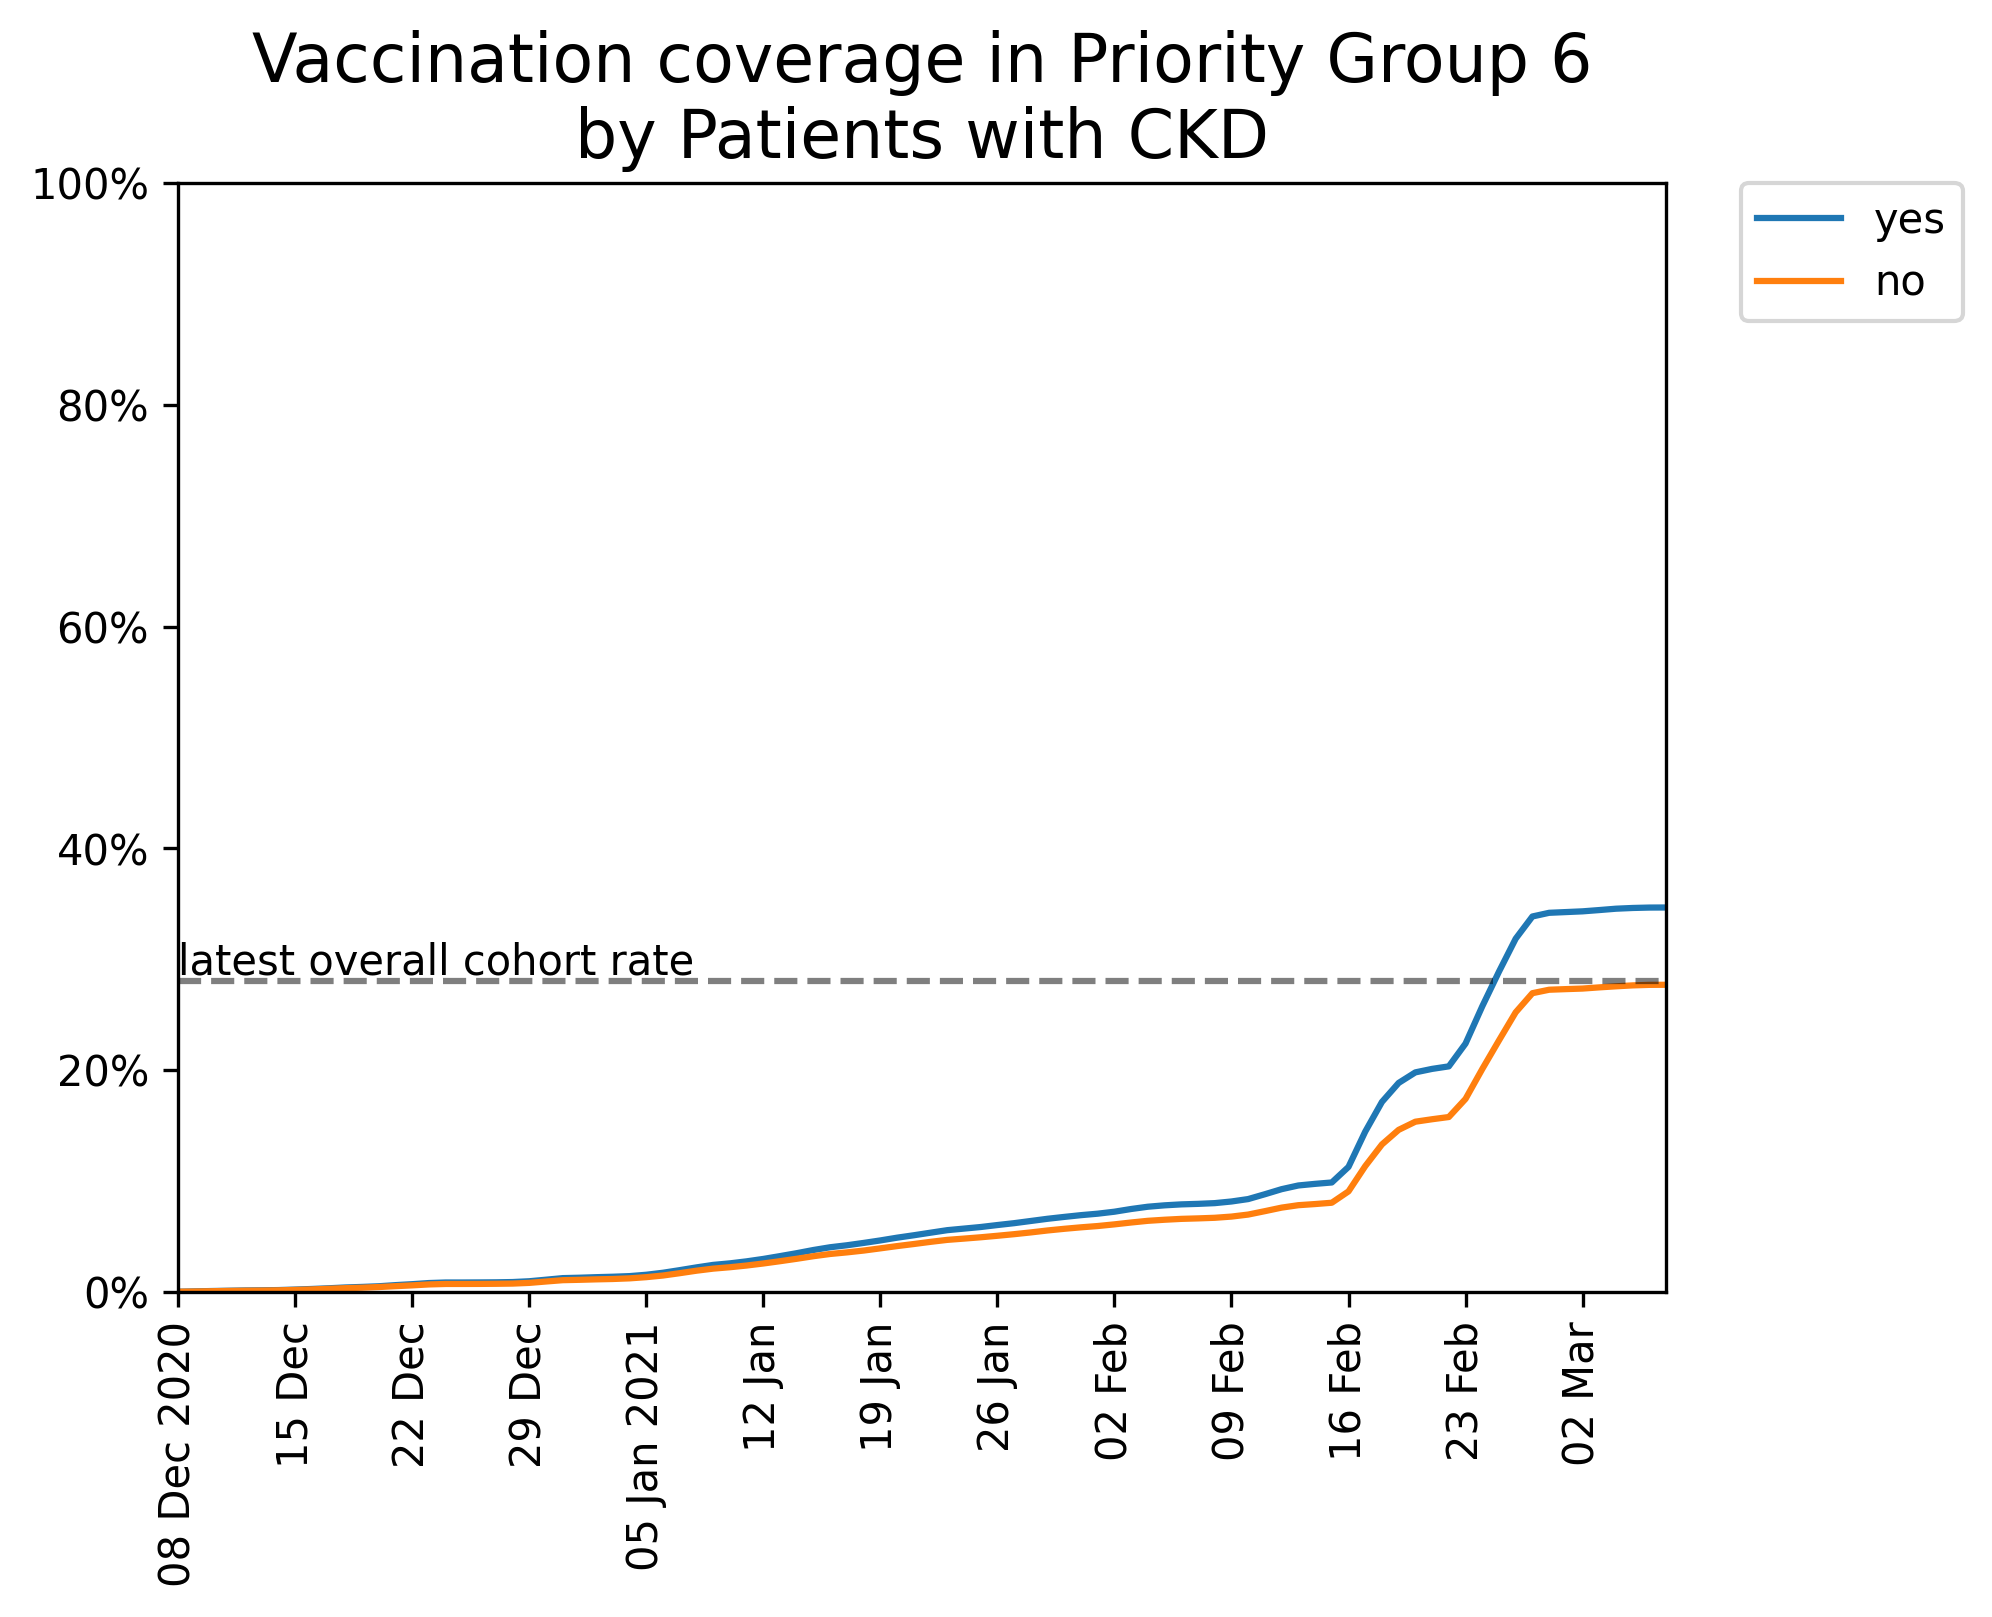 Vaccination coverage in Priority Group 6
by Patients with CKD
100%
80%
60%
40%
20%
0%
latest overall cohort rate
yes
no
08 Dec 2020
15 Dec
22 Dec
29 Dec
05 Jan 2021
12 Jan
19 Jan
26 Jan
02 Feb
09 Feb
16 Feb
23 Feb
02 Mar